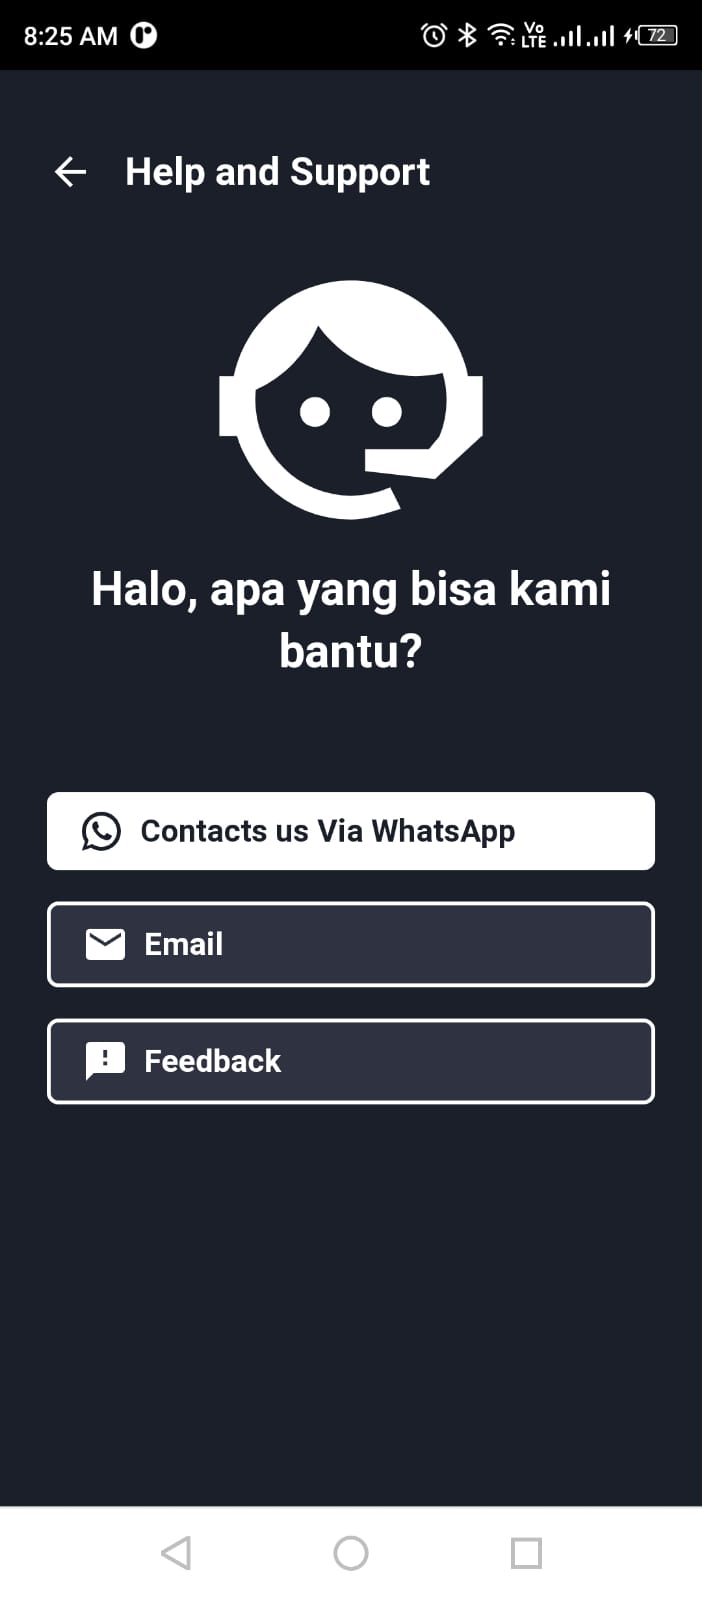 8:25 AM
Vo
LTE
72
Help and Support
Halo, apa yang bisa kami
bantu?
Contacts us Via WhatsApp
Email
Feedback